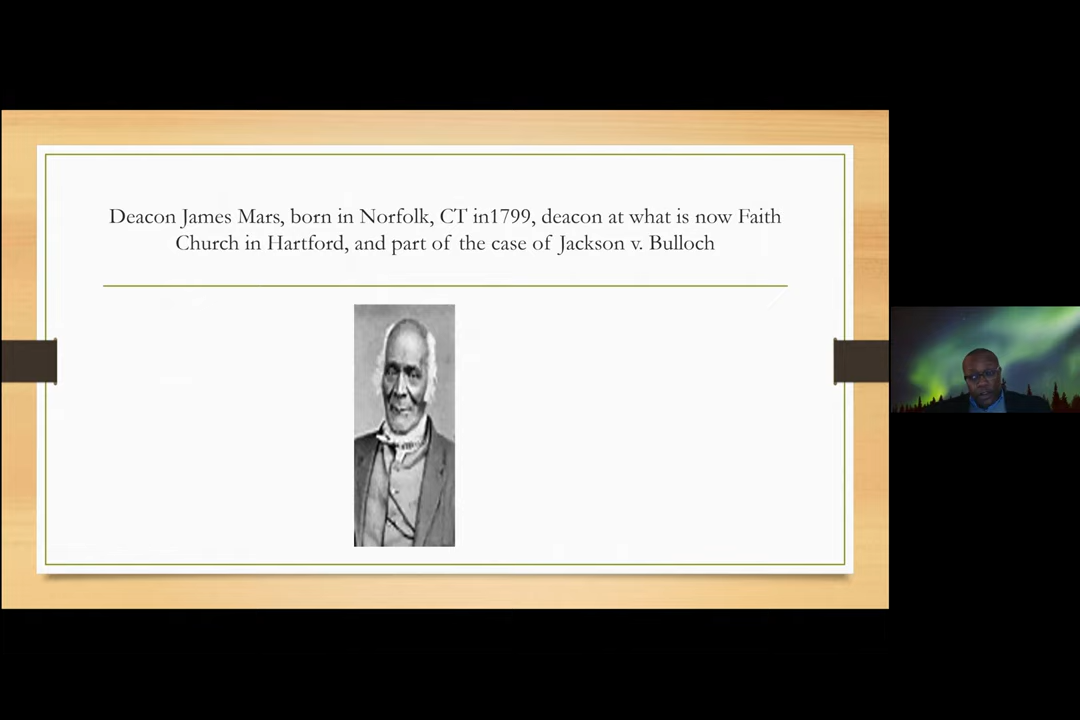 Deacon James Mars, born in Norfolk, CT in1799, deacon at what is now Faith
Church in Hartford, and part of the case of Jackson v. Bulloch